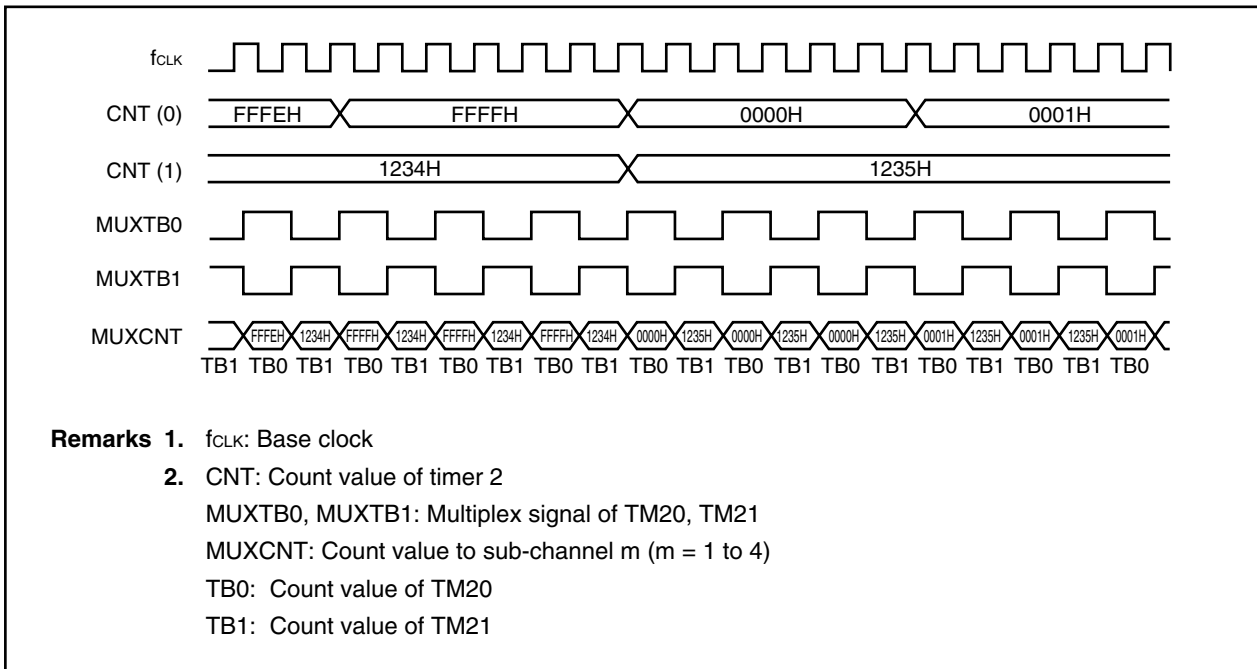 fCLK
CNT (0) FFFEH FFFFH 0000H 0001H
CNT (1) 1234H 1235H
MUXTB0
MUXTB1
MUXCNT FFFEH 1234H FFFFH 1234H FFFFH 1234H FFFFH 1234H 0000H 1235H 0000H 1235H 0000H 1235H 0001H 1235H 0001H 1235H 0001H
TB1 TB0 TB1 TB0 TB1 TB0 TB1 TB0 TB1 TB0 TB1 TB0 TB1 TB0 TB1 TB0 TB1 TB0 TB1 TB0
Remarks 1. fCLK: Base clock
2. CNT: Count value of timer 2
MUXTB0, MUXTB1: Multiplex signal of TM20, TM21
MUXCNT: Count value to sub-channel m (m = 1 to 4)
TB0: Count value of TM20
TB1: Count value of TM21